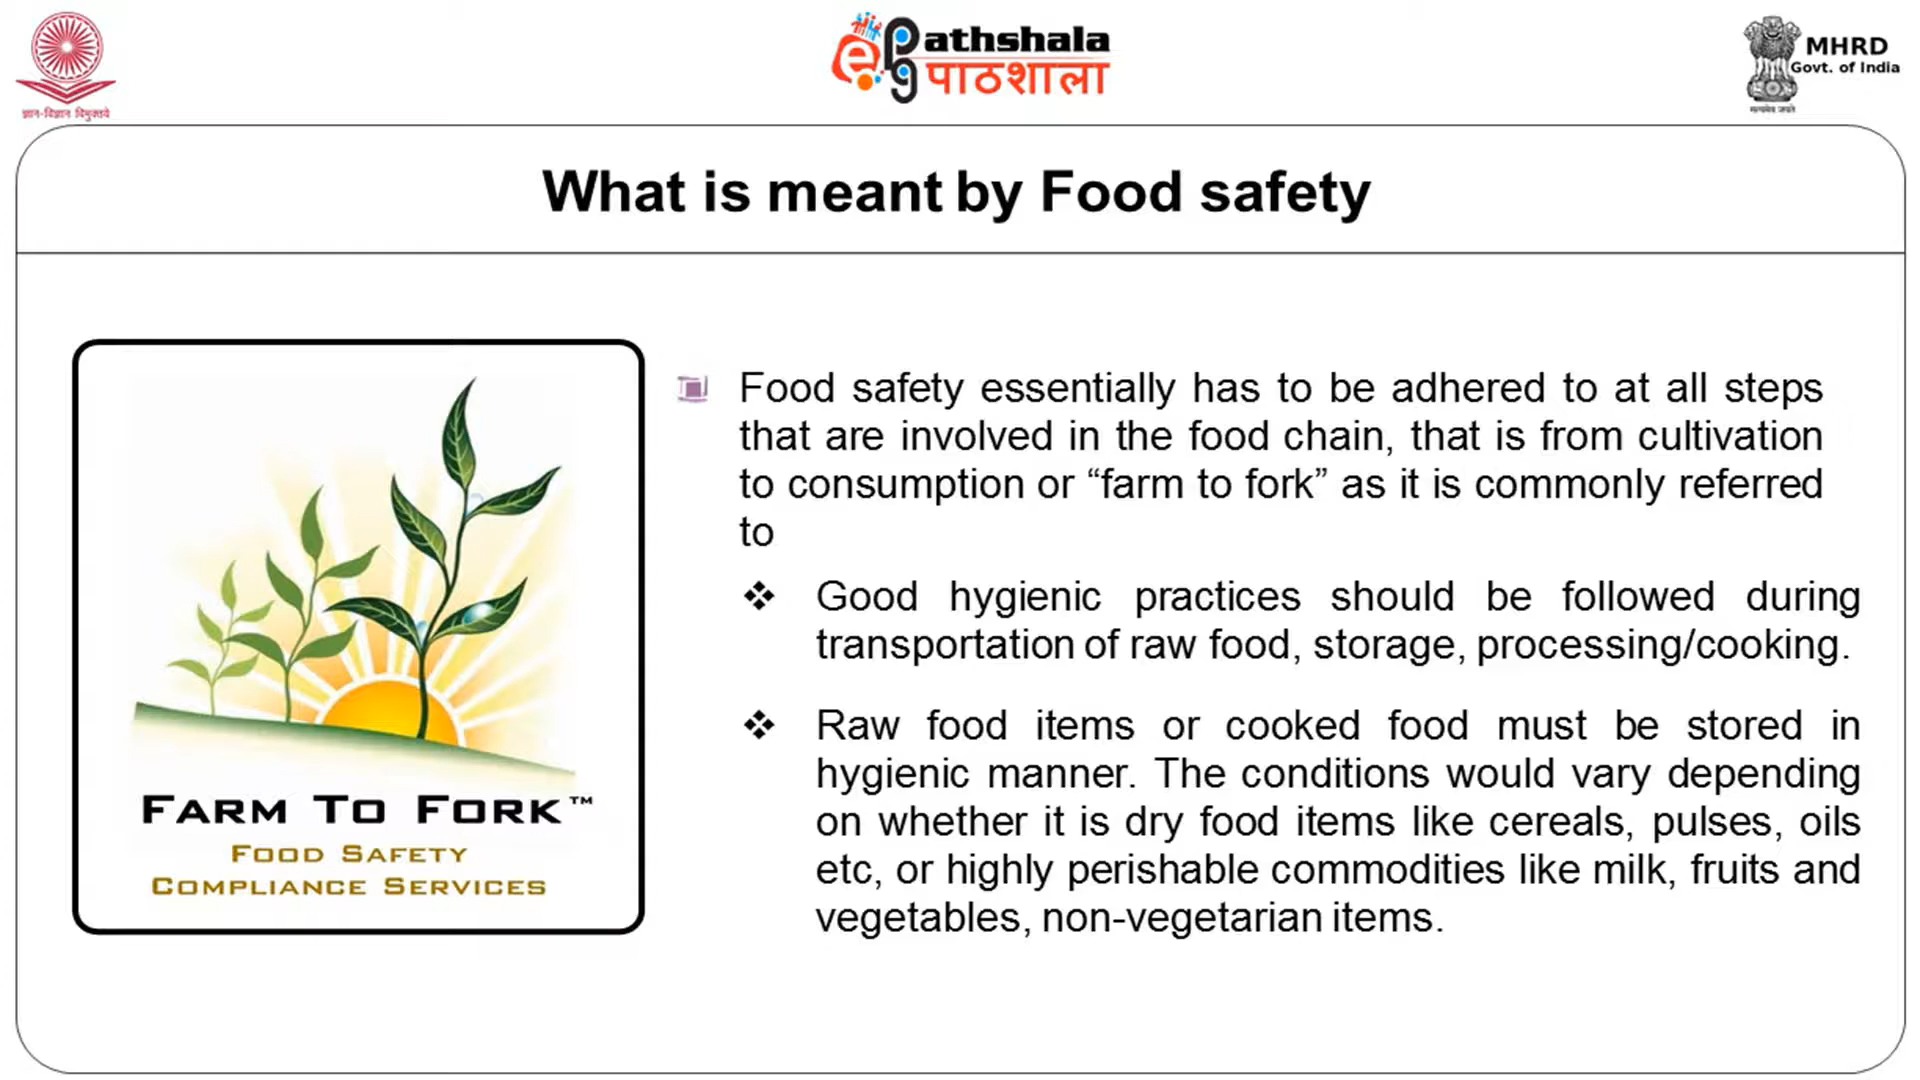 ज्ञान-विज्ञान विमुक्तये
ePathshala
पाठशाला
MHRD
Govt. of India
सत्यमेव जयते
What is meant by Food safety
Food safety essentially has to be adhered to at all steps
that are involved in the food chain, that is from cultivation
to consumption or “farm to fork” as it is commonly referred
to
❖ Good hygienic practices should be followed during
transportation of raw food, storage, processing/cooking.
❖ Raw food items or cooked food must be stored in
hygienic manner. The conditions would vary depending
on whether it is dry food items like cereals, pulses, oils
etc, or highly perishable commodities like milk, fruits and
vegetables, non-vegetarian items.
FARM TO FORK™
FOOD SAFETY
COMPLIANCE SERVICES